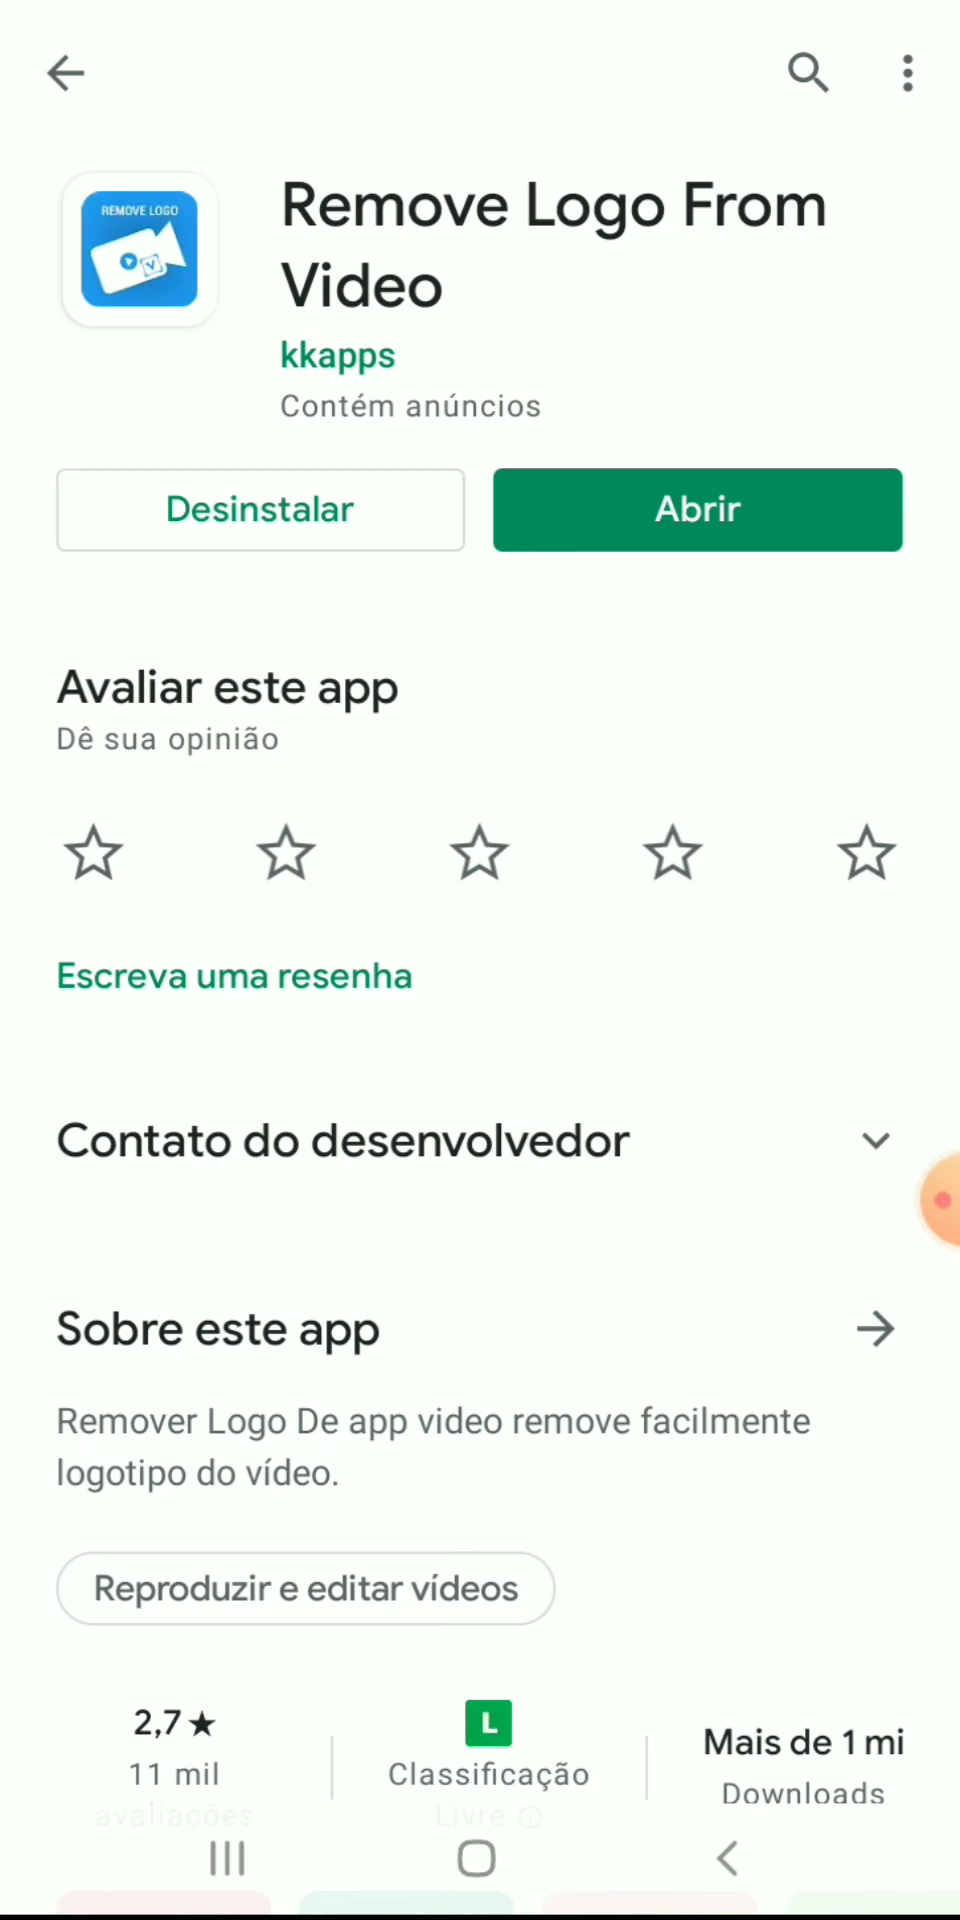 REMOVE LOGO
Remove Logo From
Video
kkapps
Contém anúncios
Desinstalar
Abrir
Avaliar este app
Dê sua opinião
Escreva uma resenha
Contato do desenvolvedor
Sobre este app
Remover Logo De app video remove facilmente
logotipo do vídeo.
Reproduzir e editar vídeos
2,7★
11 mil
avaliações
L
Classificação
Livre
Mais de 1 mi
Downloads